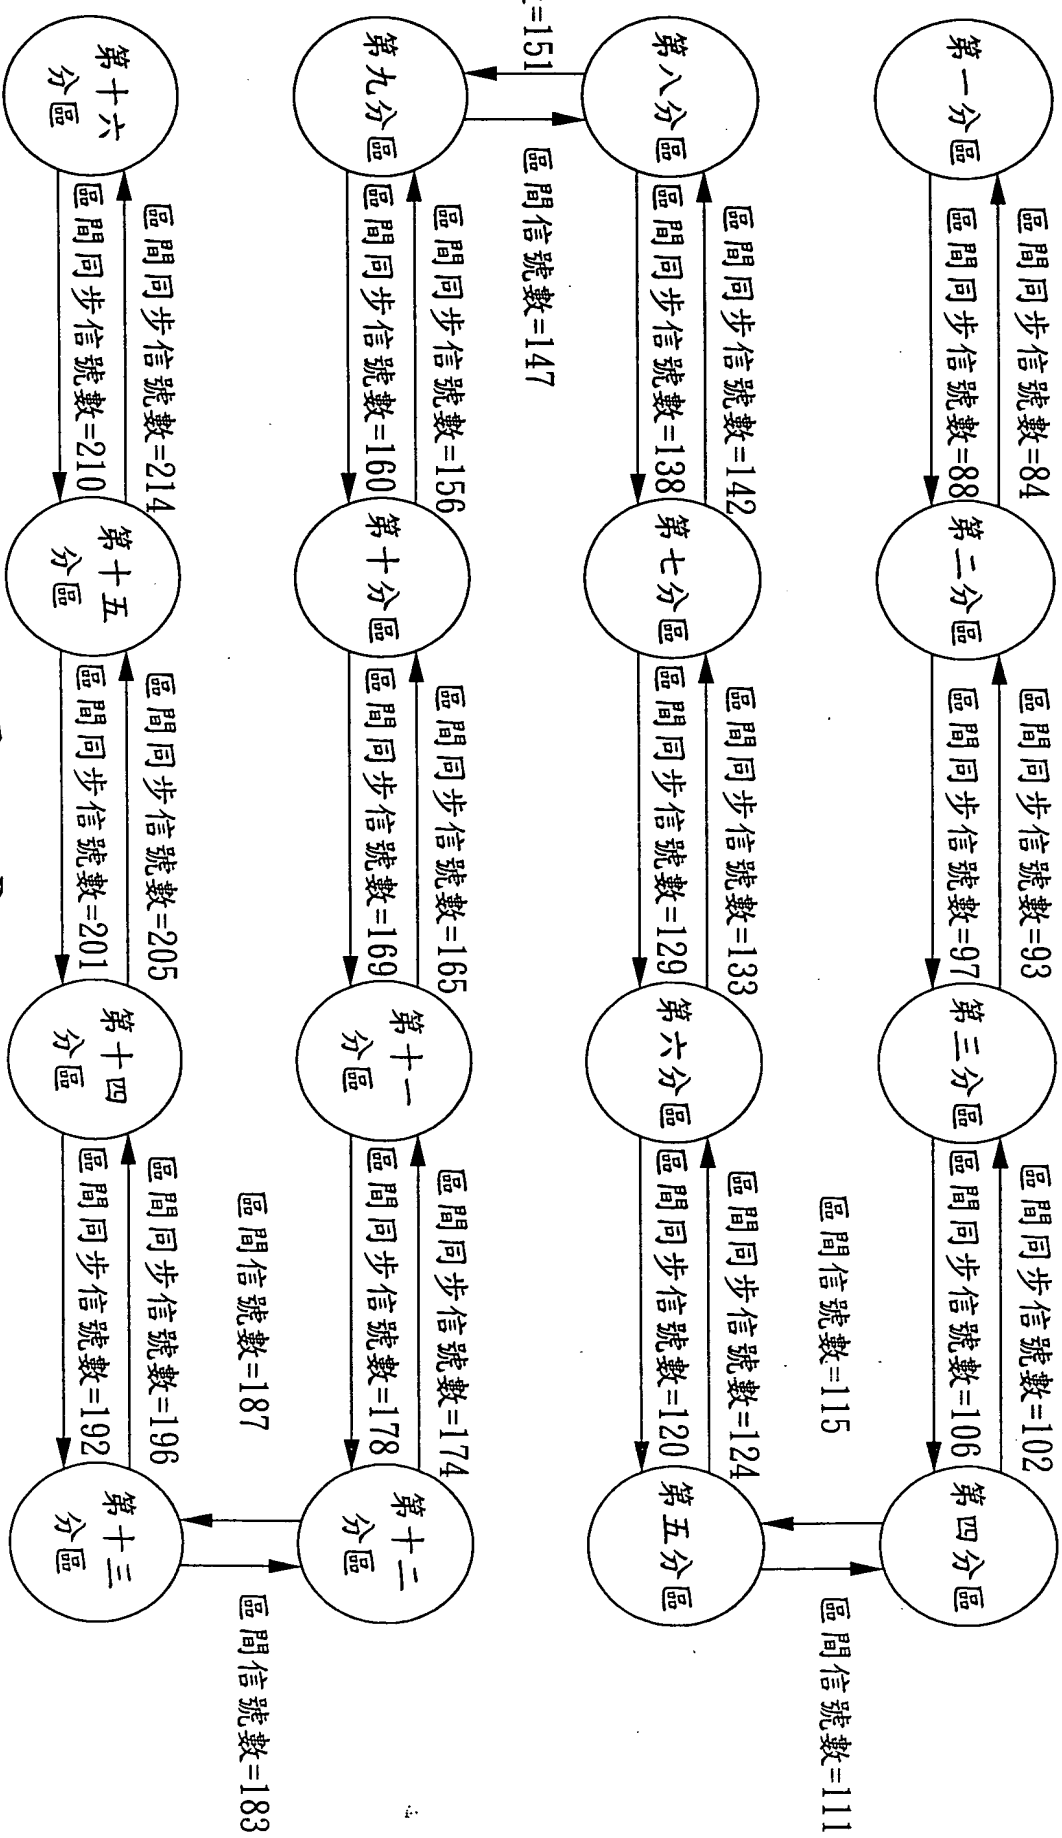 第一分區
區間同步信號數=84
區間同步信號數=88
第二分區
區間同步信號數=93
區間同步信號數=97
第三分區
區間同步信號數=102
區間同步信號數=106
第四分區
區間信號數=115
區間信號數=111
第八分區
區間同步信號數=142
區間同步信號數=138
第七分區
區間同步信號數=133
區間同步信號數=129
第六分區
區間同步信號數=124
區間同步信號數=120
第五分區
=151
區間信號數=147
第九分區
區間同步信號數=156
區間同步信號數=160
第十分區
區間同步信號數=165
區間同步信號數=169
第十一
分區
區間同步信號數=174
區間同步信號數=178
第十二
分區
區間信號數=187
區間信號數=183
第十六
分區
區間同步信號數=214
區間同步信號數=210
第十五
分區
區間同步信號數=205
區間同步信號數=201
第十四
分區
區間同步信號數=196
區間同步信號數=192
第十三
分區